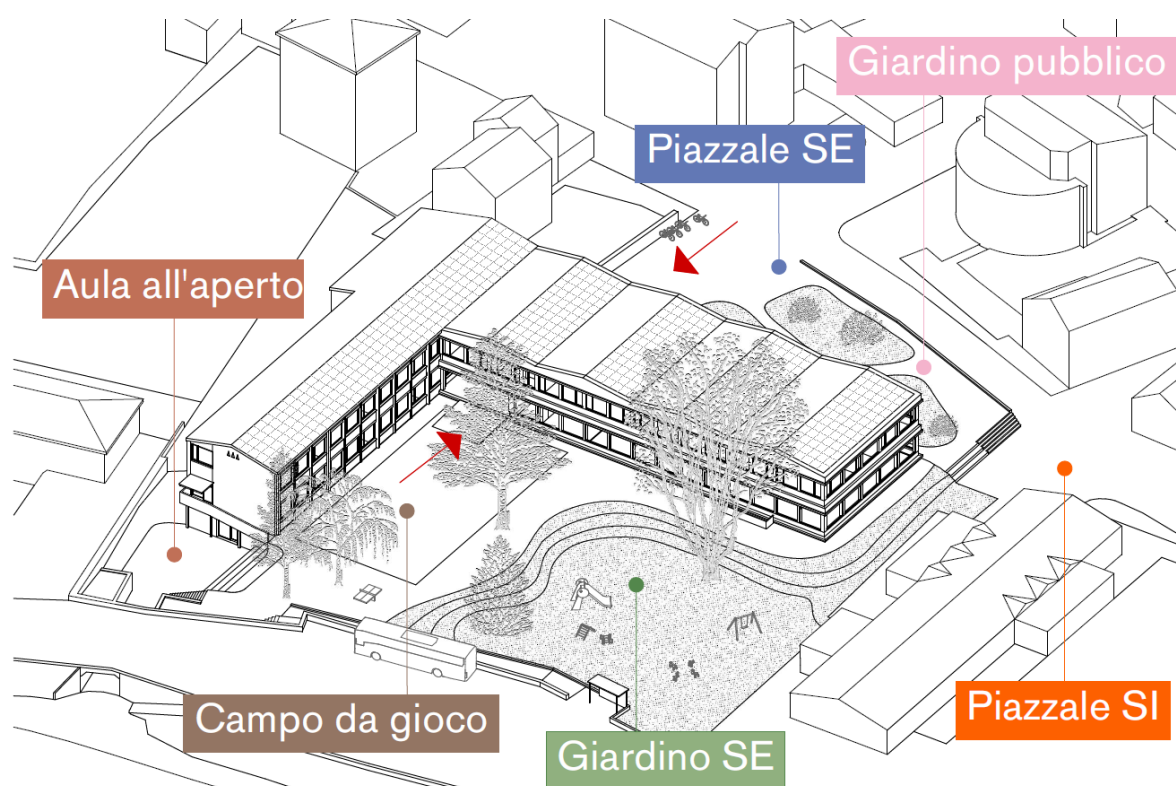 Giardino pubblico
Piazzale SE
Aula all'aperto
Campo da gioco
Piazzale SI
Giardino SE